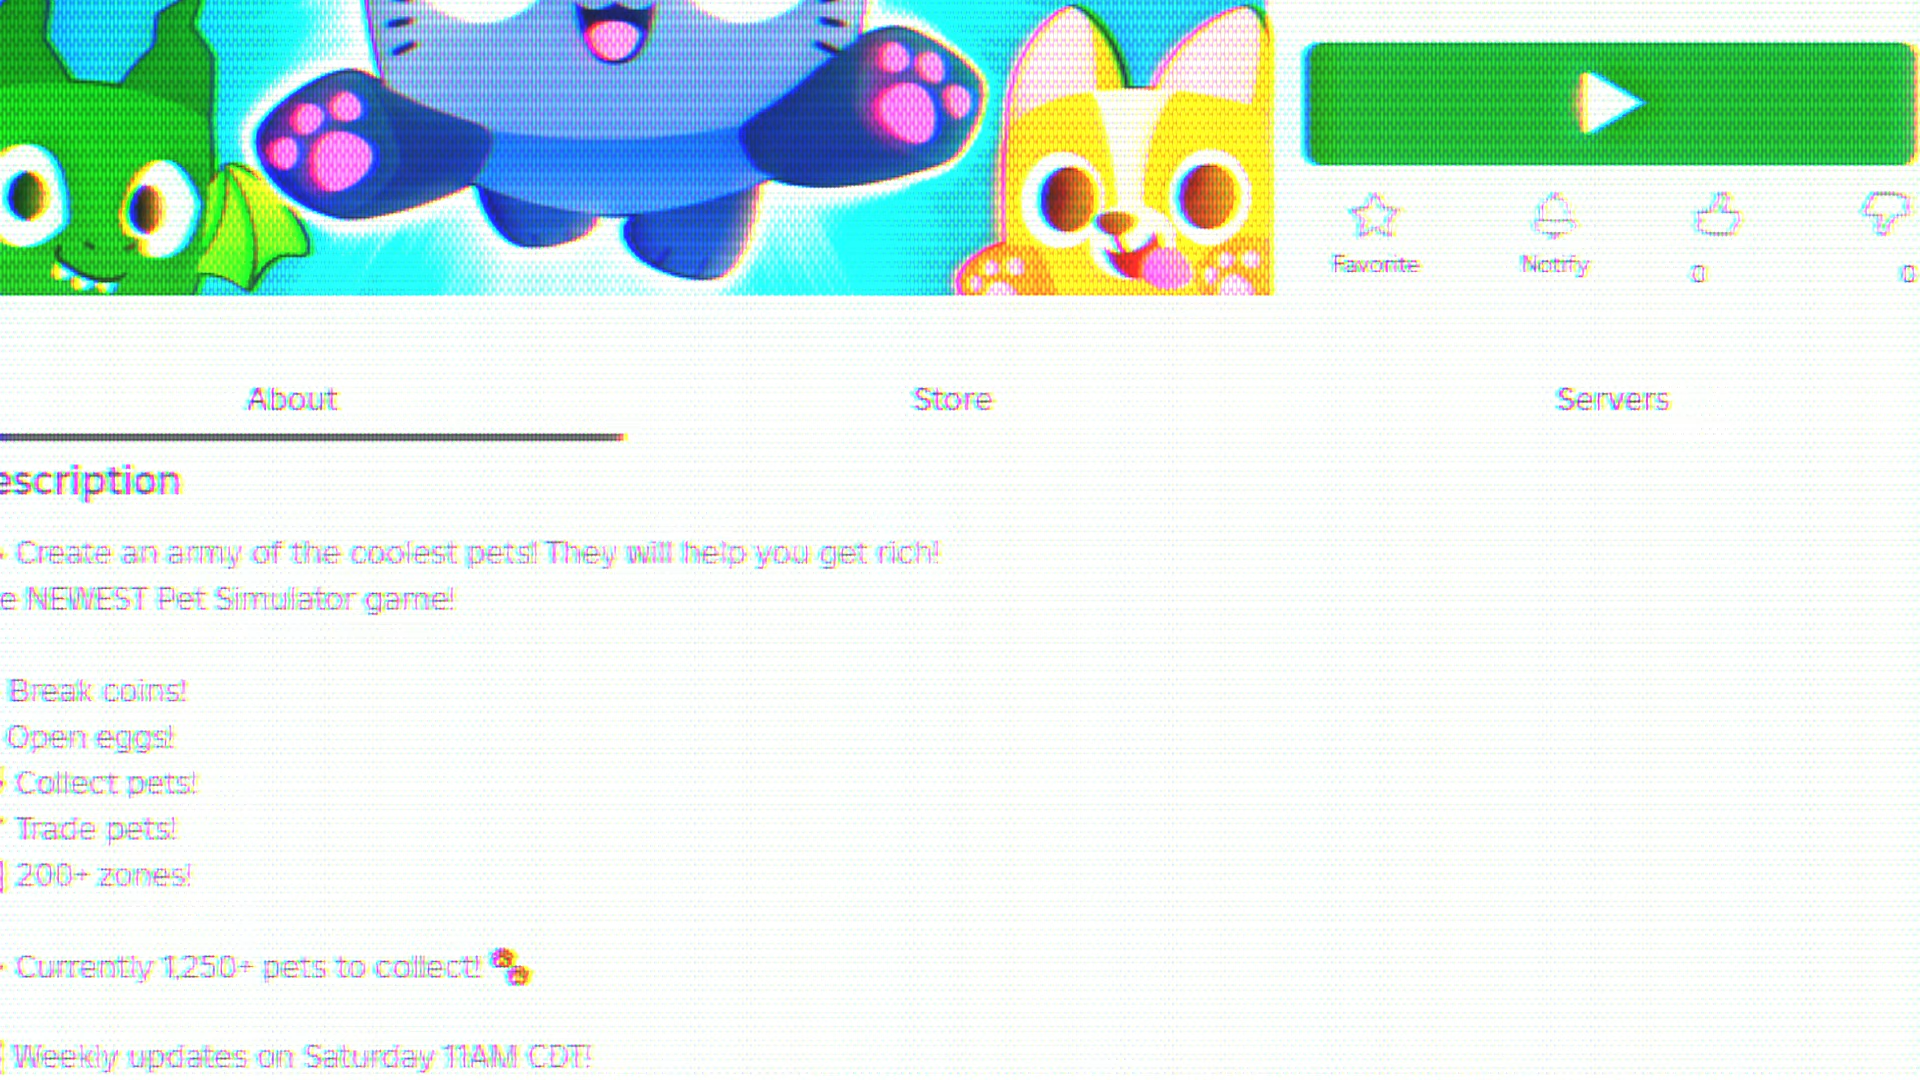 Favorite Notify 0 0
About Store Servers
escription
Create an army of the coolest pets! They will help you get rich!
e NEWEST Pet Simulator game!
Break coins!
Open eggs!
Collect pets!
Trade pets!
200+ zones!
Currently 1,250+ pets to collect!
Weekly updates on Saturday 11AM CDT!